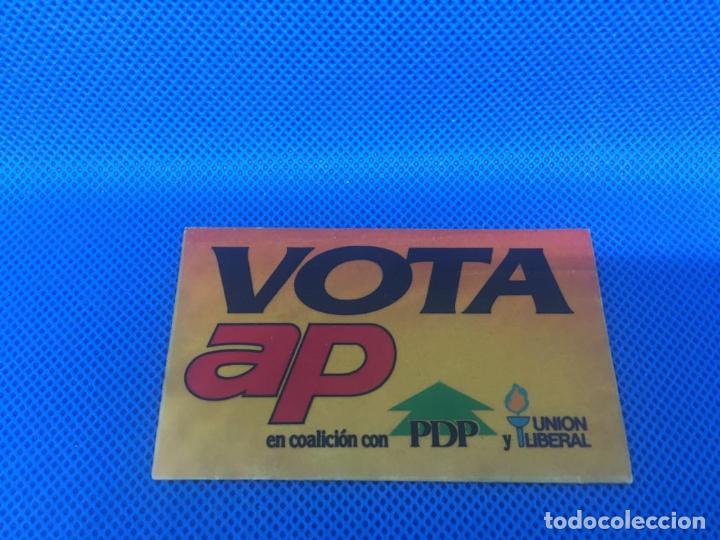 VOTA
ap
en coalición con PDP y UNION LIBERAL
todocoleccion